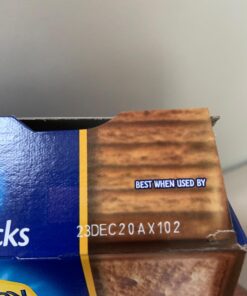 BEST WHEN USED BY
23DEC20AX102
cks